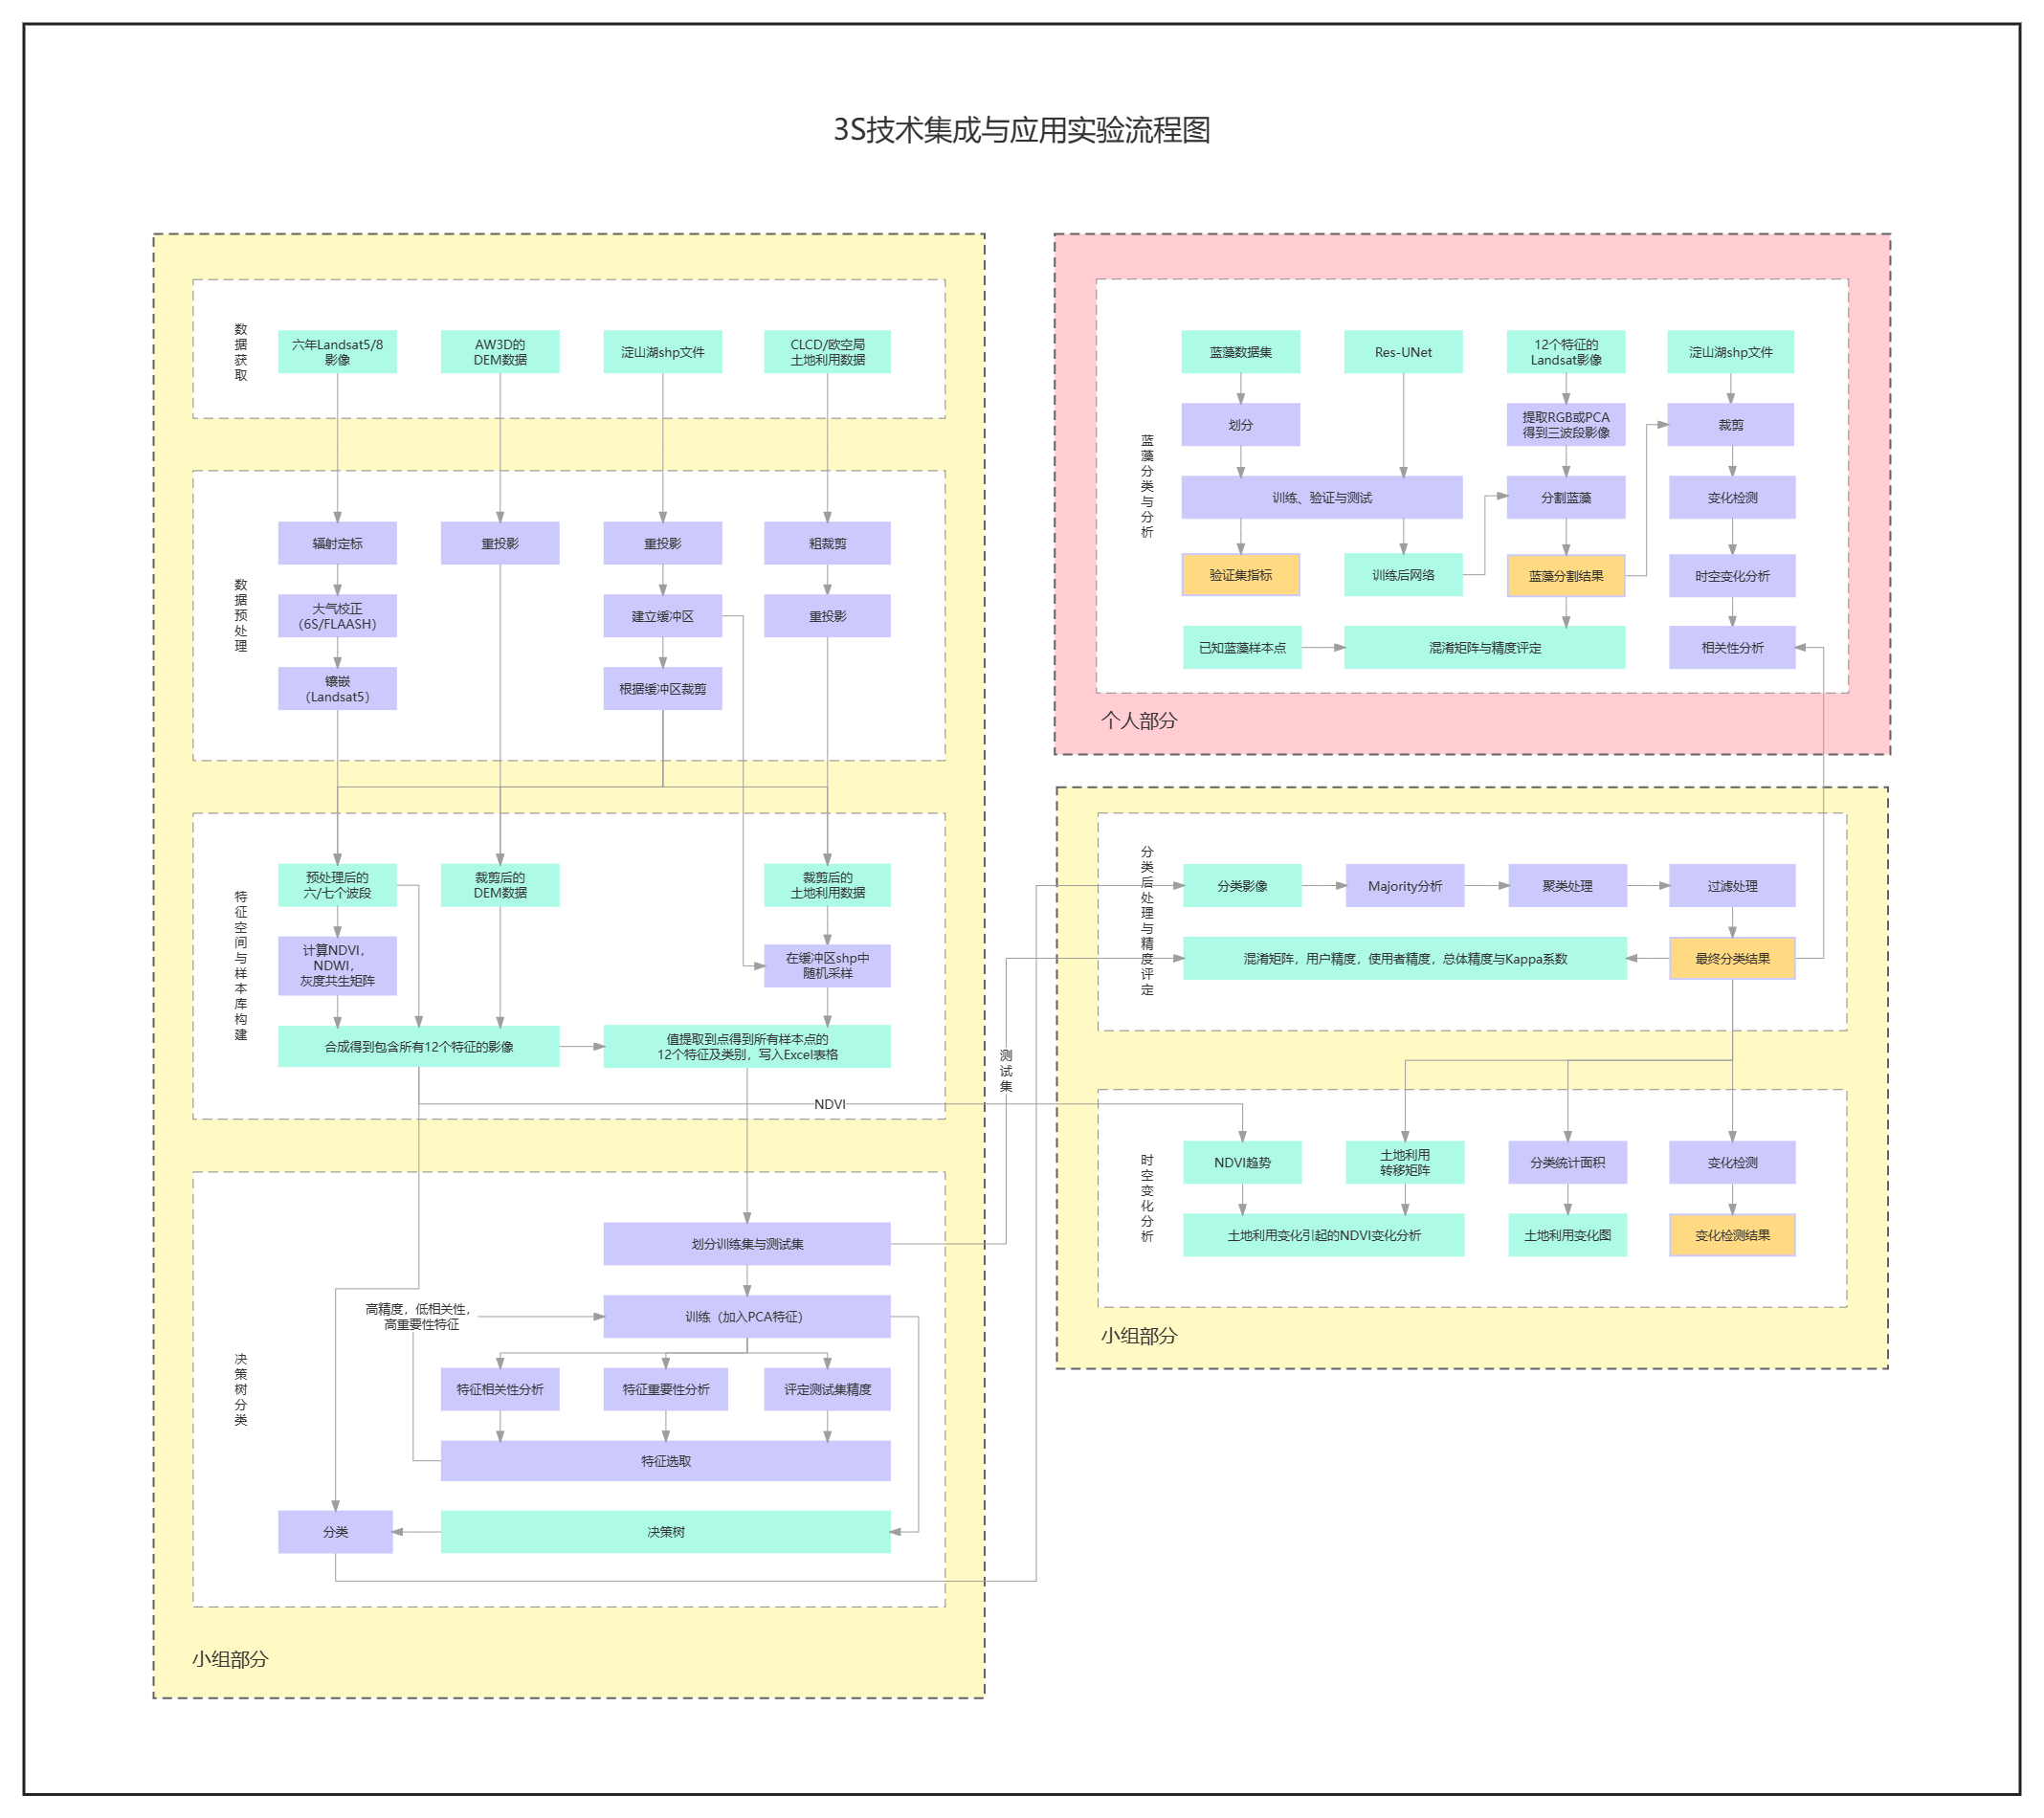 3S技术集成与应用实验流程图
数据获取
六年Landsat5/8
影像
AW3D的
DEM数据
淀山湖shp文件
CLCD/欧空局
土地利用数据
数据预处理
辐射定标
重投影
重投影
粗裁剪
大气校正
（6S/FLAASH）
建立缓冲区
重投影
镶嵌
（Landsat5）
根据缓冲区裁剪
特征空间与样本库构建
预处理后的
六/七个波段
裁剪后的
DEM数据
裁剪后的
土地利用数据
计算NDVI，
NDWI，
灰度共生矩阵
在缓冲区shp中
随机采样
合成得到包含所有12个特征的影像
值提取到点得到所有样本点的
12个特征及类别，写入Excel表格
NDVI
测试集
决策树分类
划分训练集与测试集
高精度，低相关性，
高重要性特征
训练（加入PCA特征）
特征相关性分析
特征重要性分析
评定测试集精度
特征选取
分类
决策树
小组部分
蓝藻分类与分析
蓝藻数据集
Res-UNet
12个特征的
Landsat影像
淀山湖shp文件
划分
提取RGB或PCA
得到三波段影像
裁剪
训练、验证与测试
分割蓝藻
变化检测
验证集指标
训练后网络
蓝藻分割结果
时空变化分析
已知蓝藻样本点
混淆矩阵与精度评定
相关性分析
个人部分
分类后处理与精度评定
分类影像
Majority分析
聚类处理
过滤处理
混淆矩阵，用户精度，使用者精度，总体精度与Kappa系数
最终分类结果
时空变化分析
NDVI趋势
土地利用
转移矩阵
分类统计面积
变化检测
土地利用变化引起的NDVI变化分析
土地利用变化图
变化检测结果
小组部分